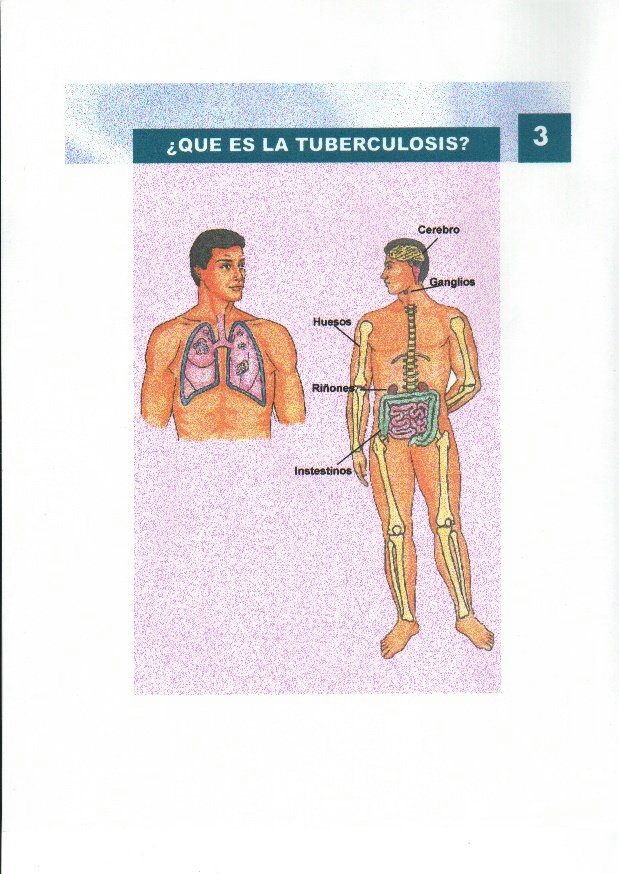 ¿QUE ES LA TUBERCULOSIS?
3
Cerebro
Ganglios
Huesos
Riñones
Instestinos